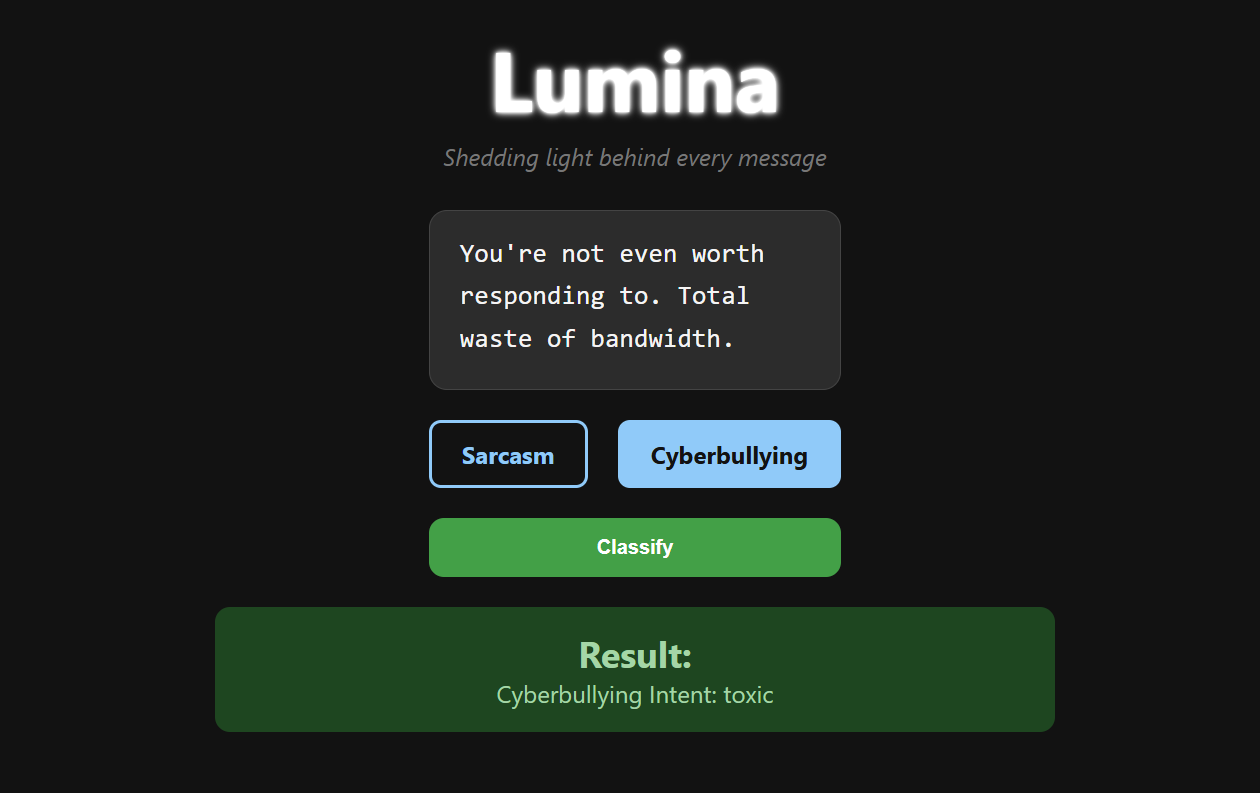 Lumina
Shedding light behind every message
You're not even worth
responding to. Total
waste of bandwidth.
Sarcasm
Cyberbullying
Classify
Result:
Cyberbullying Intent: toxic